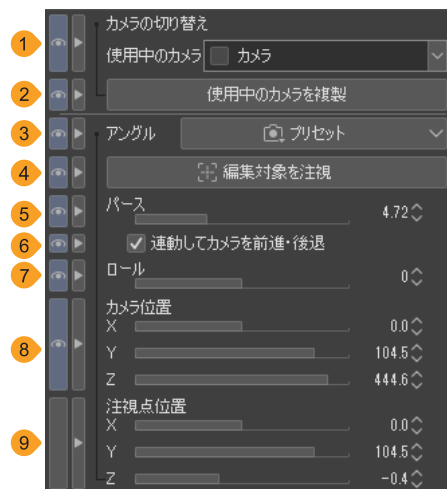 カメラの切り替え
1
使用中のカメラ カメラ
2 使用中のカメラを複製
3 アングル プリセット
4 編集対象を注視
5 パース 4.72
6 連動してカメラを前進・後退
7 ロール 0
カメラ位置
X 0.0
8 Y 104.5
Z 444.6
注視点位置
X 0.0
9 Y 104.5
Z -0.4